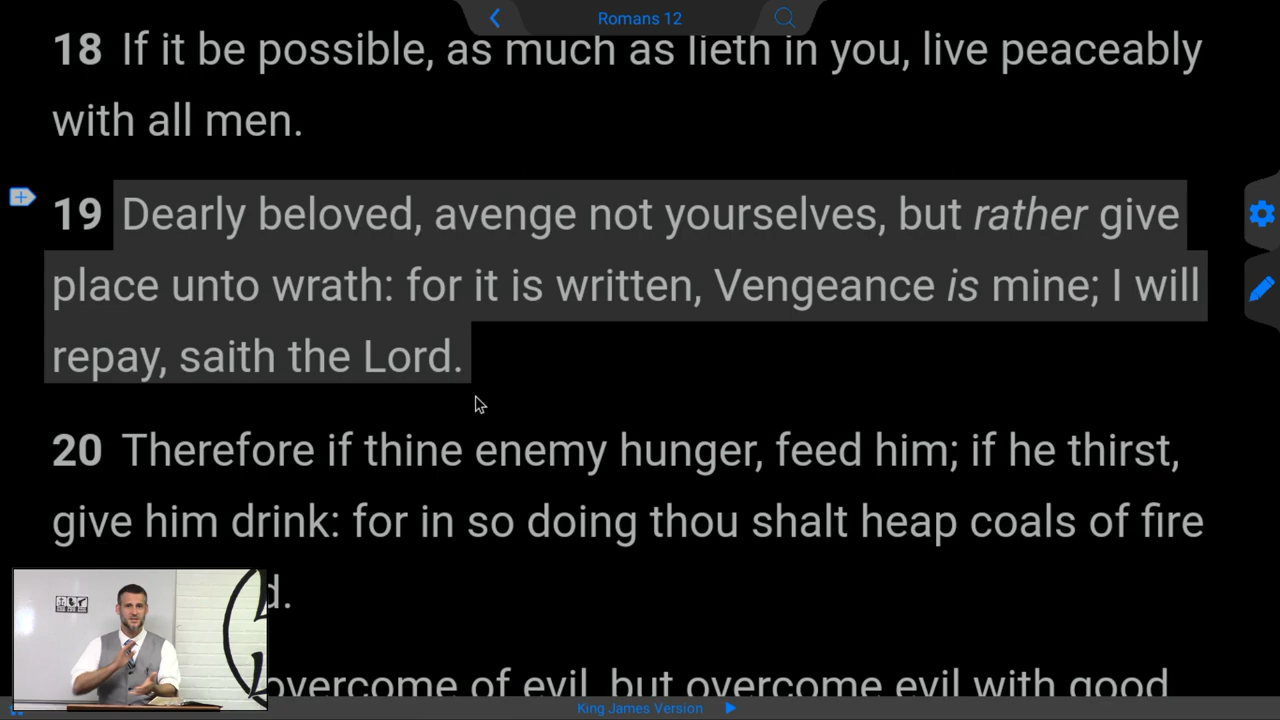 Romans 12
18 If it be possible, as much as lieth in you, live peaceably
with all men.
19 Dearly beloved, avenge not yourselves, but rather give
place unto wrath: for it is written, Vengeance is mine; I will
repay, saith the Lord.
20 Therefore if thine enemy hunger, feed him; if he thirst,
give him drink: for in so doing thou shalt heap coals of fire
d.
overcome of evil, but overcome evil with good
King James Version